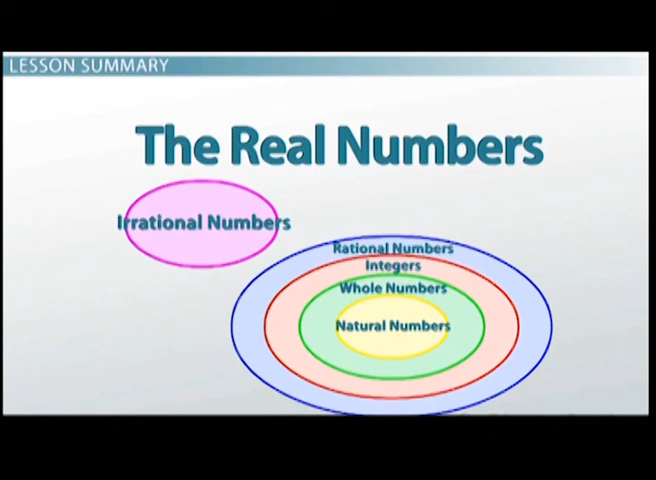 LESSON SUMMARY
The Real Numbers
Irrational Numbers
Rational Numbers
Integers
Whole Numbers
Natural Numbers